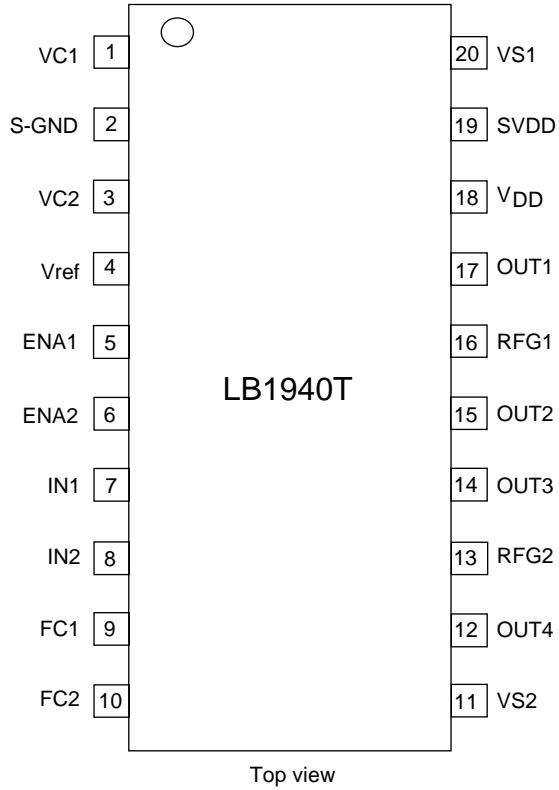 VC1 1 20 VS1
S-GND 2 19 SVDD
VC2 3 18 VDD
Vref 4 17 OUT1
ENA1 5 16 RFG1
LB1940T
ENA2 6 15 OUT2
IN1 7 14 OUT3
IN2 8 13 RFG2
FC1 9 12 OUT4
FC2 10 11 VS2
Top view